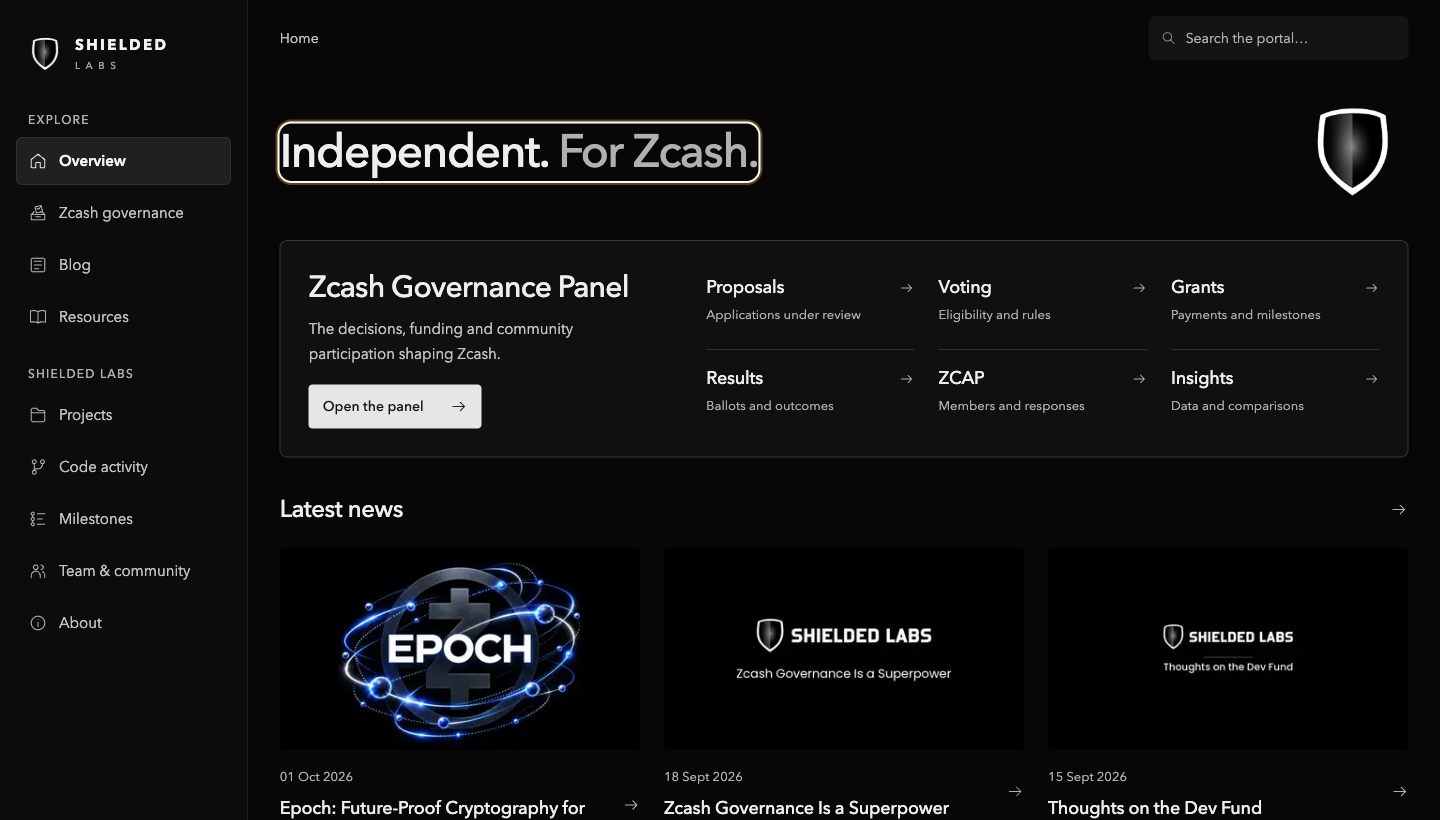 SHIELDED
LABS
EXPLORE
Overview
Zcash governance
Blog
Resources
SHIELDED LABS
Projects
Code activity
Milestones
Team & community
About
Home
Search the portal…
Independent. For Zcash.
Zcash Governance Panel
The decisions, funding and community
participation shaping Zcash.
Open the panel
Proposals
Applications under review
Voting
Eligibility and rules
Grants
Payments and milestones
Results
Ballots and outcomes
ZCAP
Members and responses
Insights
Data and comparisons
Latest news
EPOCH
01 Oct 2026
Epoch: Future-Proof Cryptography for
SHIELDED LABS
Zcash Governance Is a Superpower
18 Sept 2026
Zcash Governance Is a Superpower
SHIELDED LABS
Thoughts on the Dev Fund
15 Sept 2026
Thoughts on the Dev Fund